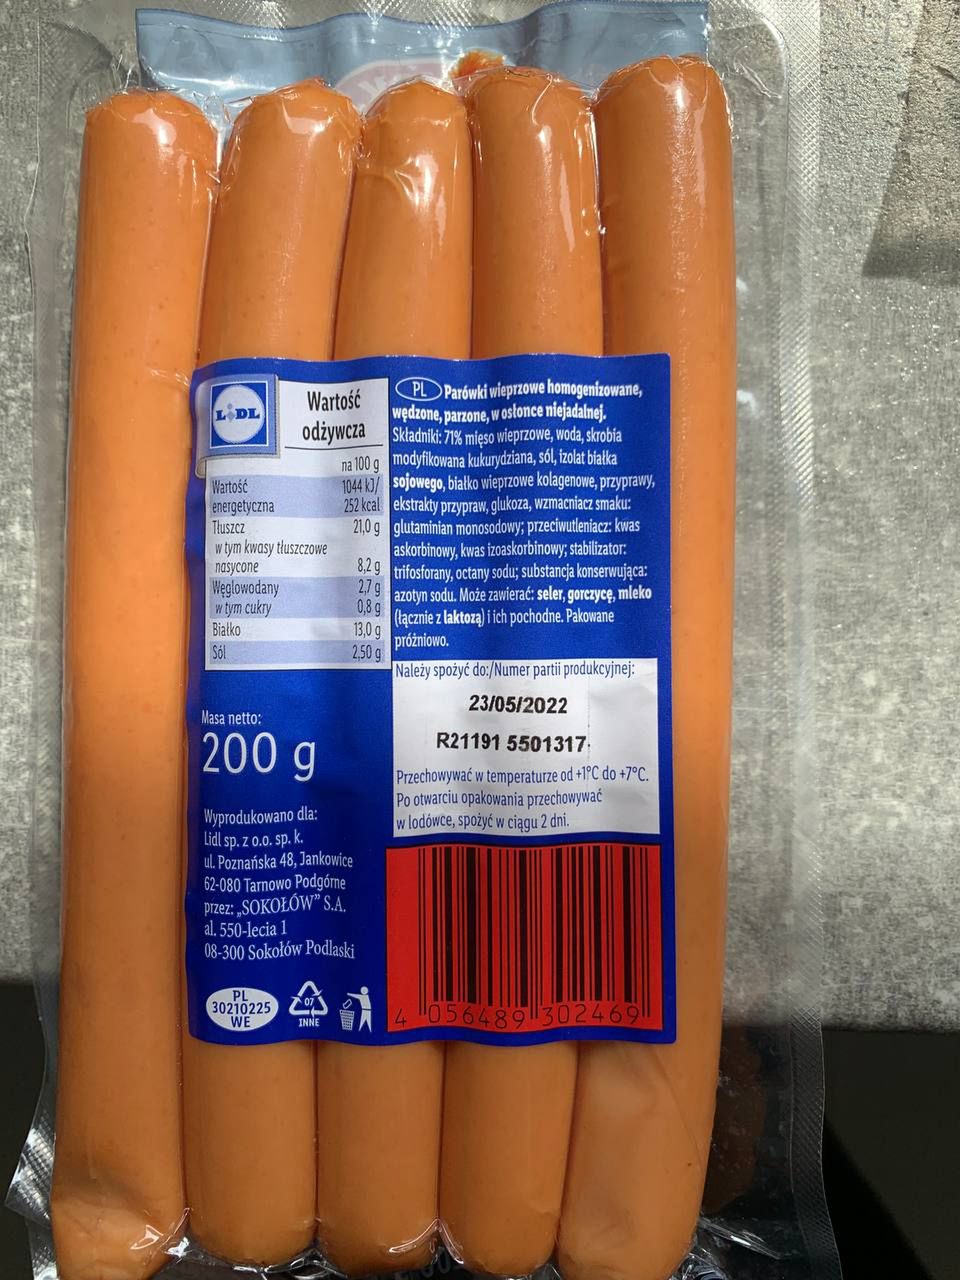 LIDL
Wartość
odżywcza
na 100 g
Wartość 1044 kJ/
energetyczna 252 kcal
Tłuszcz 21,0 g
w tym kwasy tłuszczowe
nasycone 8,2 g
Węglowodany 2,7 g
w tym cukry 0,8 g
Białko 13,0 g
Sól 2,50 g
Masa netto:
200 g
Wyprodukowano dla:
Lidl sp. z o.o. sp. k.
ul. Poznańska 48, Jankowice
62-080 Tarnowo Podgórne
przez: „SOKOŁÓW” S.A.
al. 550-lecia 1
08-300 Sokołów Podlaski
PL
30210225
WE
07
INNE
PL Parówki wieprzowe homogenizowane,
wędzone, parzone, w osłonce niejadalnej.
Składniki: 71% mięso wieprzowe, woda, skrobia
modyfikowana kukurydziana, sól, izolat białka
sojowego, białko wieprzowe kolagenowe, przyprawy,
ekstrakty przypraw, glukoza, wzmacniacz smaku:
glutaminian monosodowy; przeciwutleniacz: kwas
askorbinowy, kwas izoaskorbinowy; stabilizator:
trifosforany, octany sodu; substancja konserwująca:
azotyn sodu. Może zawierać: seler, gorczycę, mleko
(łącznie z laktozą) i ich pochodne. Pakowane
próżniowo.
Należy spożyć do:/Numer partii produkcyjnej:
23/05/2022
R21191 5501317
Przechowywać w temperaturze od +1°C do +7°C.
Po otwarciu opakowania przechowywać
w lodówce, spożyć w ciągu 2 dni.
4 056489 302469